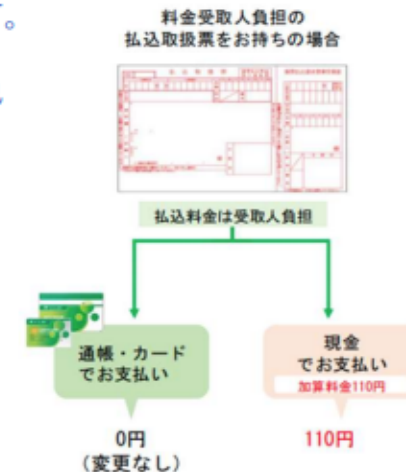 。
料金受取人負担の
払込取扱票をお持ちの場合
払込料金は受取人負担
通帳・カード
でお支払い
現金
でお支払い
加算料金110円
0円
(変更なし)
110円